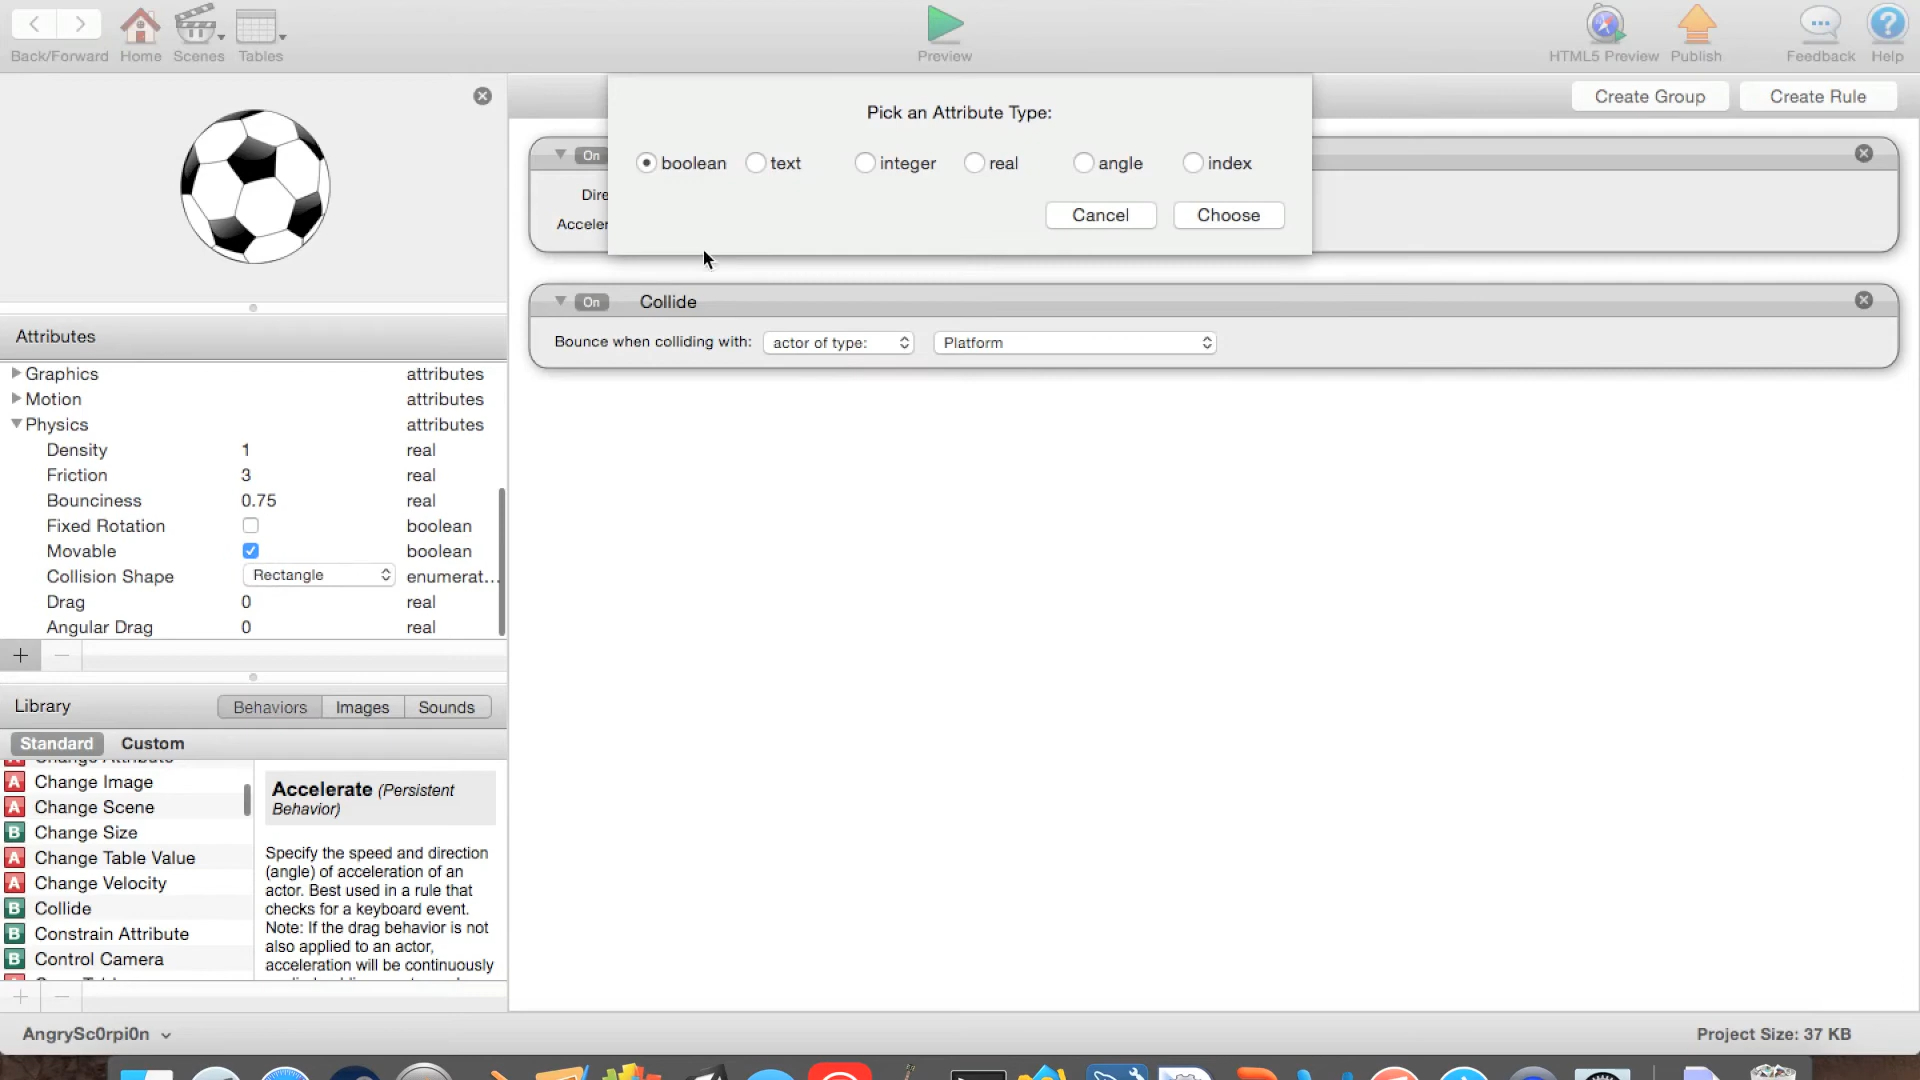 Back/Forward
Home
Scenes
Tables
Preview
HTML5 Preview
Publish
Feedback
Help
Create Group
Create Rule
Pick an Attribute Type:
boolean
text
integer
real
angle
index
Cancel
Choose
On
Dire
Acceler
On
Collide
Bounce when colliding with:
actor of type:
Platform
Attributes
Graphics
attributes
Motion
attributes
Physics
attributes
Density
1
real
Friction
3
real
Bounciness
0.75
real
Fixed Rotation
boolean
Movable
boolean
Collision Shape
Rectangle
enumerat...
Drag
0
real
Angular Drag
0
real
Library
Behaviors
Images
Sounds
Standard
Custom
A Change Attribute
A Change Image
A Change Scene
B Change Size
A Change Table Value
A Change Velocity
B Collide
B Constrain Attribute
B Control Camera
Accelerate (Persistent
Behavior)
Specify the speed and direction
(angle) of acceleration of an
actor. Best used in a rule that
checks for a keyboard event.
Note: If the drag behavior is not
also applied to an actor,
acceleration will be continuously
AngrySc0rpi0n
Project Size: 37 KB